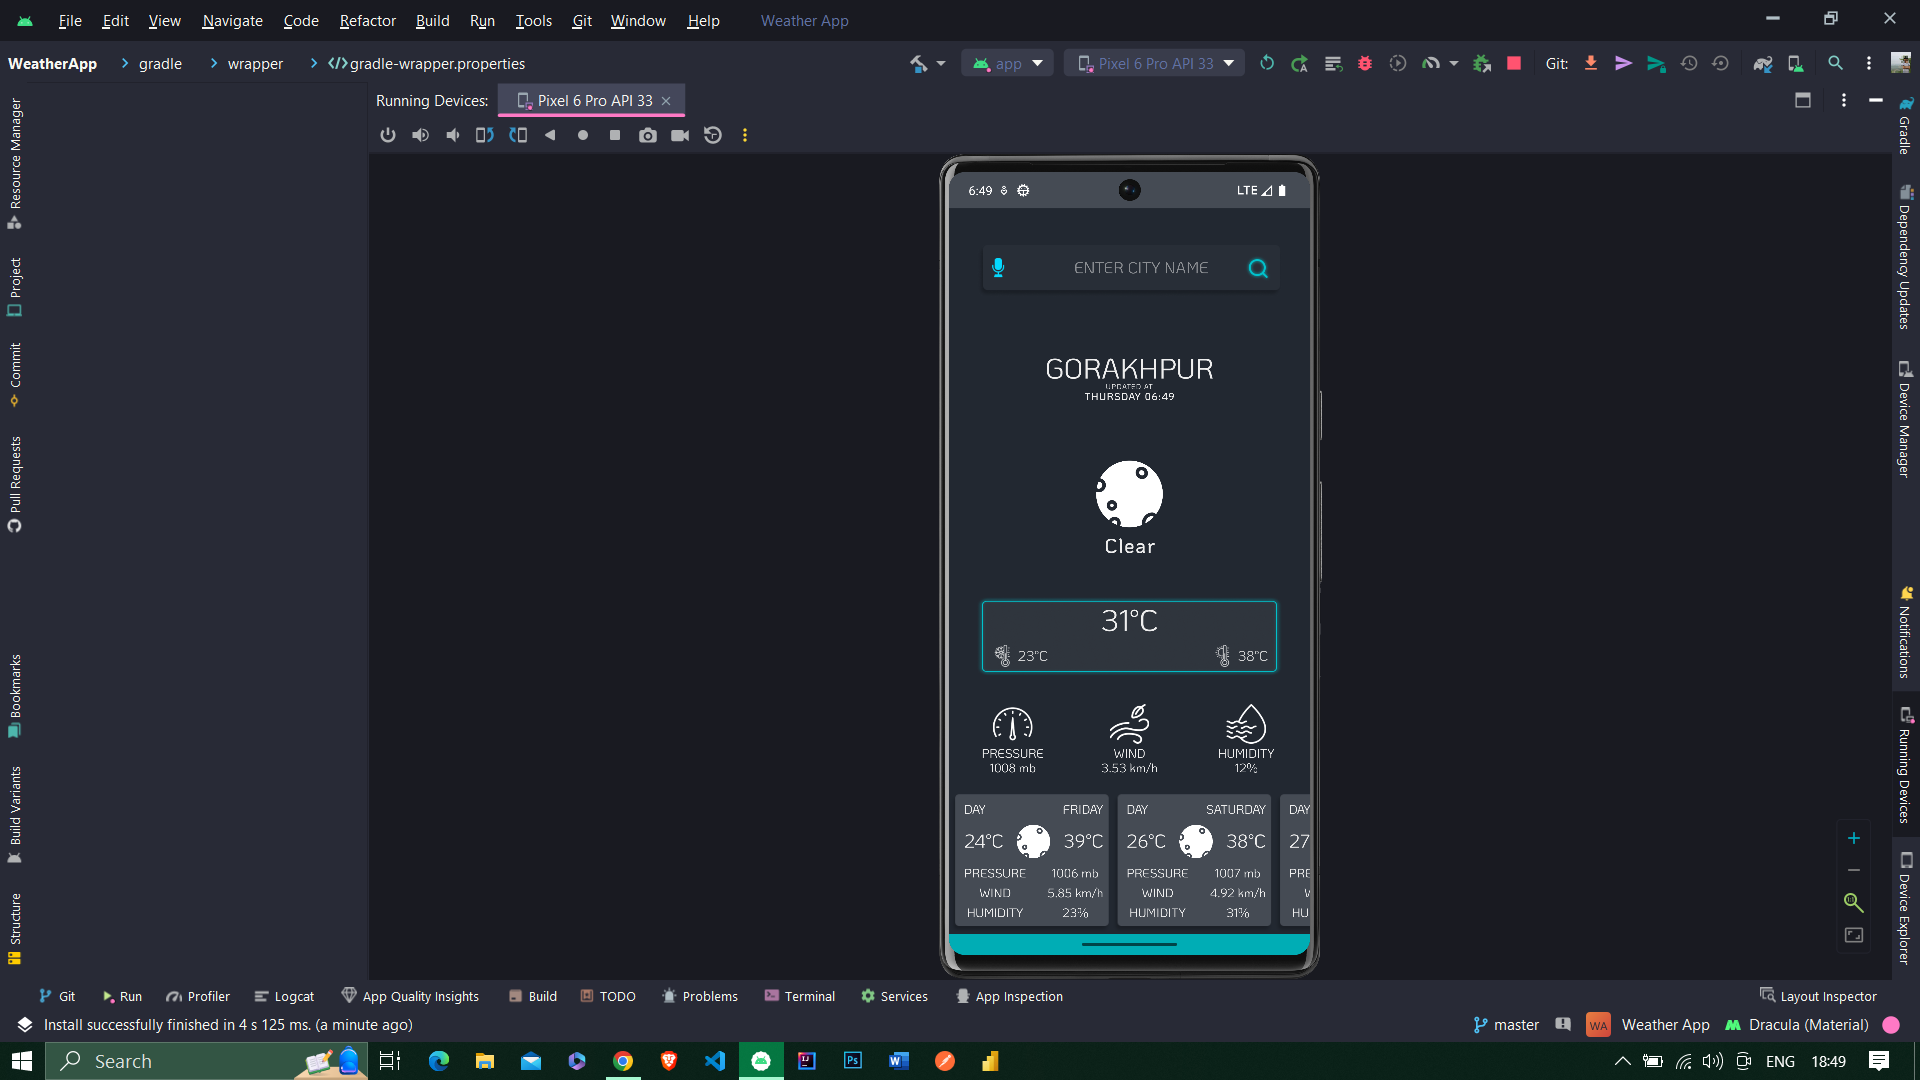 File Edit View Navigate Code Refactor Build Run Tools Git Window Help Weather App
WeatherApp gradle wrapper gradle-wrapper.properties app Pixel 6 Pro API 33 Git:
Running Devices: Pixel 6 Pro API 33
Resource Manager
Project
Commit
Pull Requests
Bookmarks
Build Variants
Structure
6:49 LTE
ENTER CITY NAME
GORAKHPUR
UPDATED AT
THURSDAY 06:49
Clear
31°C
23°C 38°C
PRESSURE WIND HUMIDITY
1008 mb 3.53 km/h 12%
DAY FRIDAY DAY SATURDAY DAY
24°C 39°C 26°C 38°C 27
PRESSURE 1006 mb PRESSURE 1007 mb PRE
WIND 5.85 km/h WIND 4.92 km/h W
HUMIDITY 23% HUMIDITY 31% HU
Gradle
Dependency Updates
Device Manager
Notifications
Running Devices
Device Explorer
Git Run Profiler Logcat App Quality Insights Build TODO Problems Terminal Services App Inspection Layout Inspector
Install successfully finished in 4 s 125 ms. (a minute ago) master WA Weather App Dracula (Material)
Search ENG 18:49